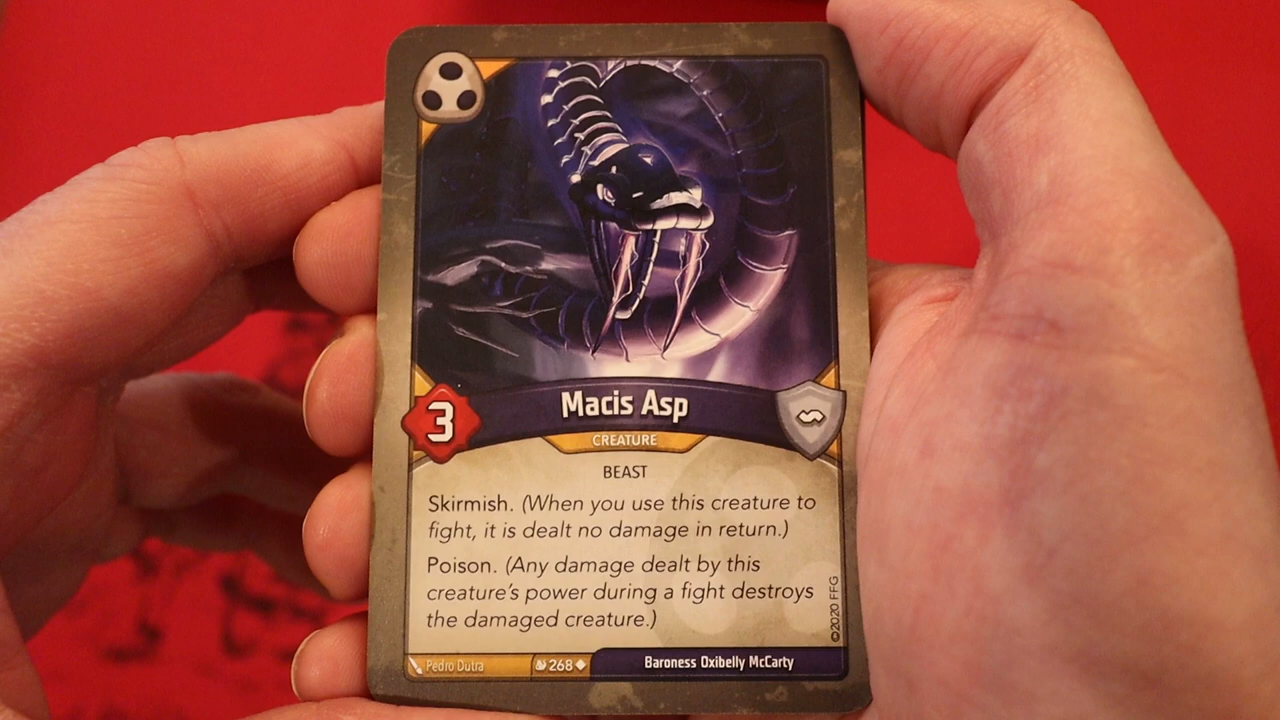 3
Macis Asp
CREATURE
BEAST
Skirmish. (When you use this creature to
fight, it is dealt no damage in return.)
Poison. (Any damage dealt by this
creature's power during a fight destroys
the damaged creature.)
©2020 FFG
Pedro Dutra
268
Baroness Oxibelly McCarty